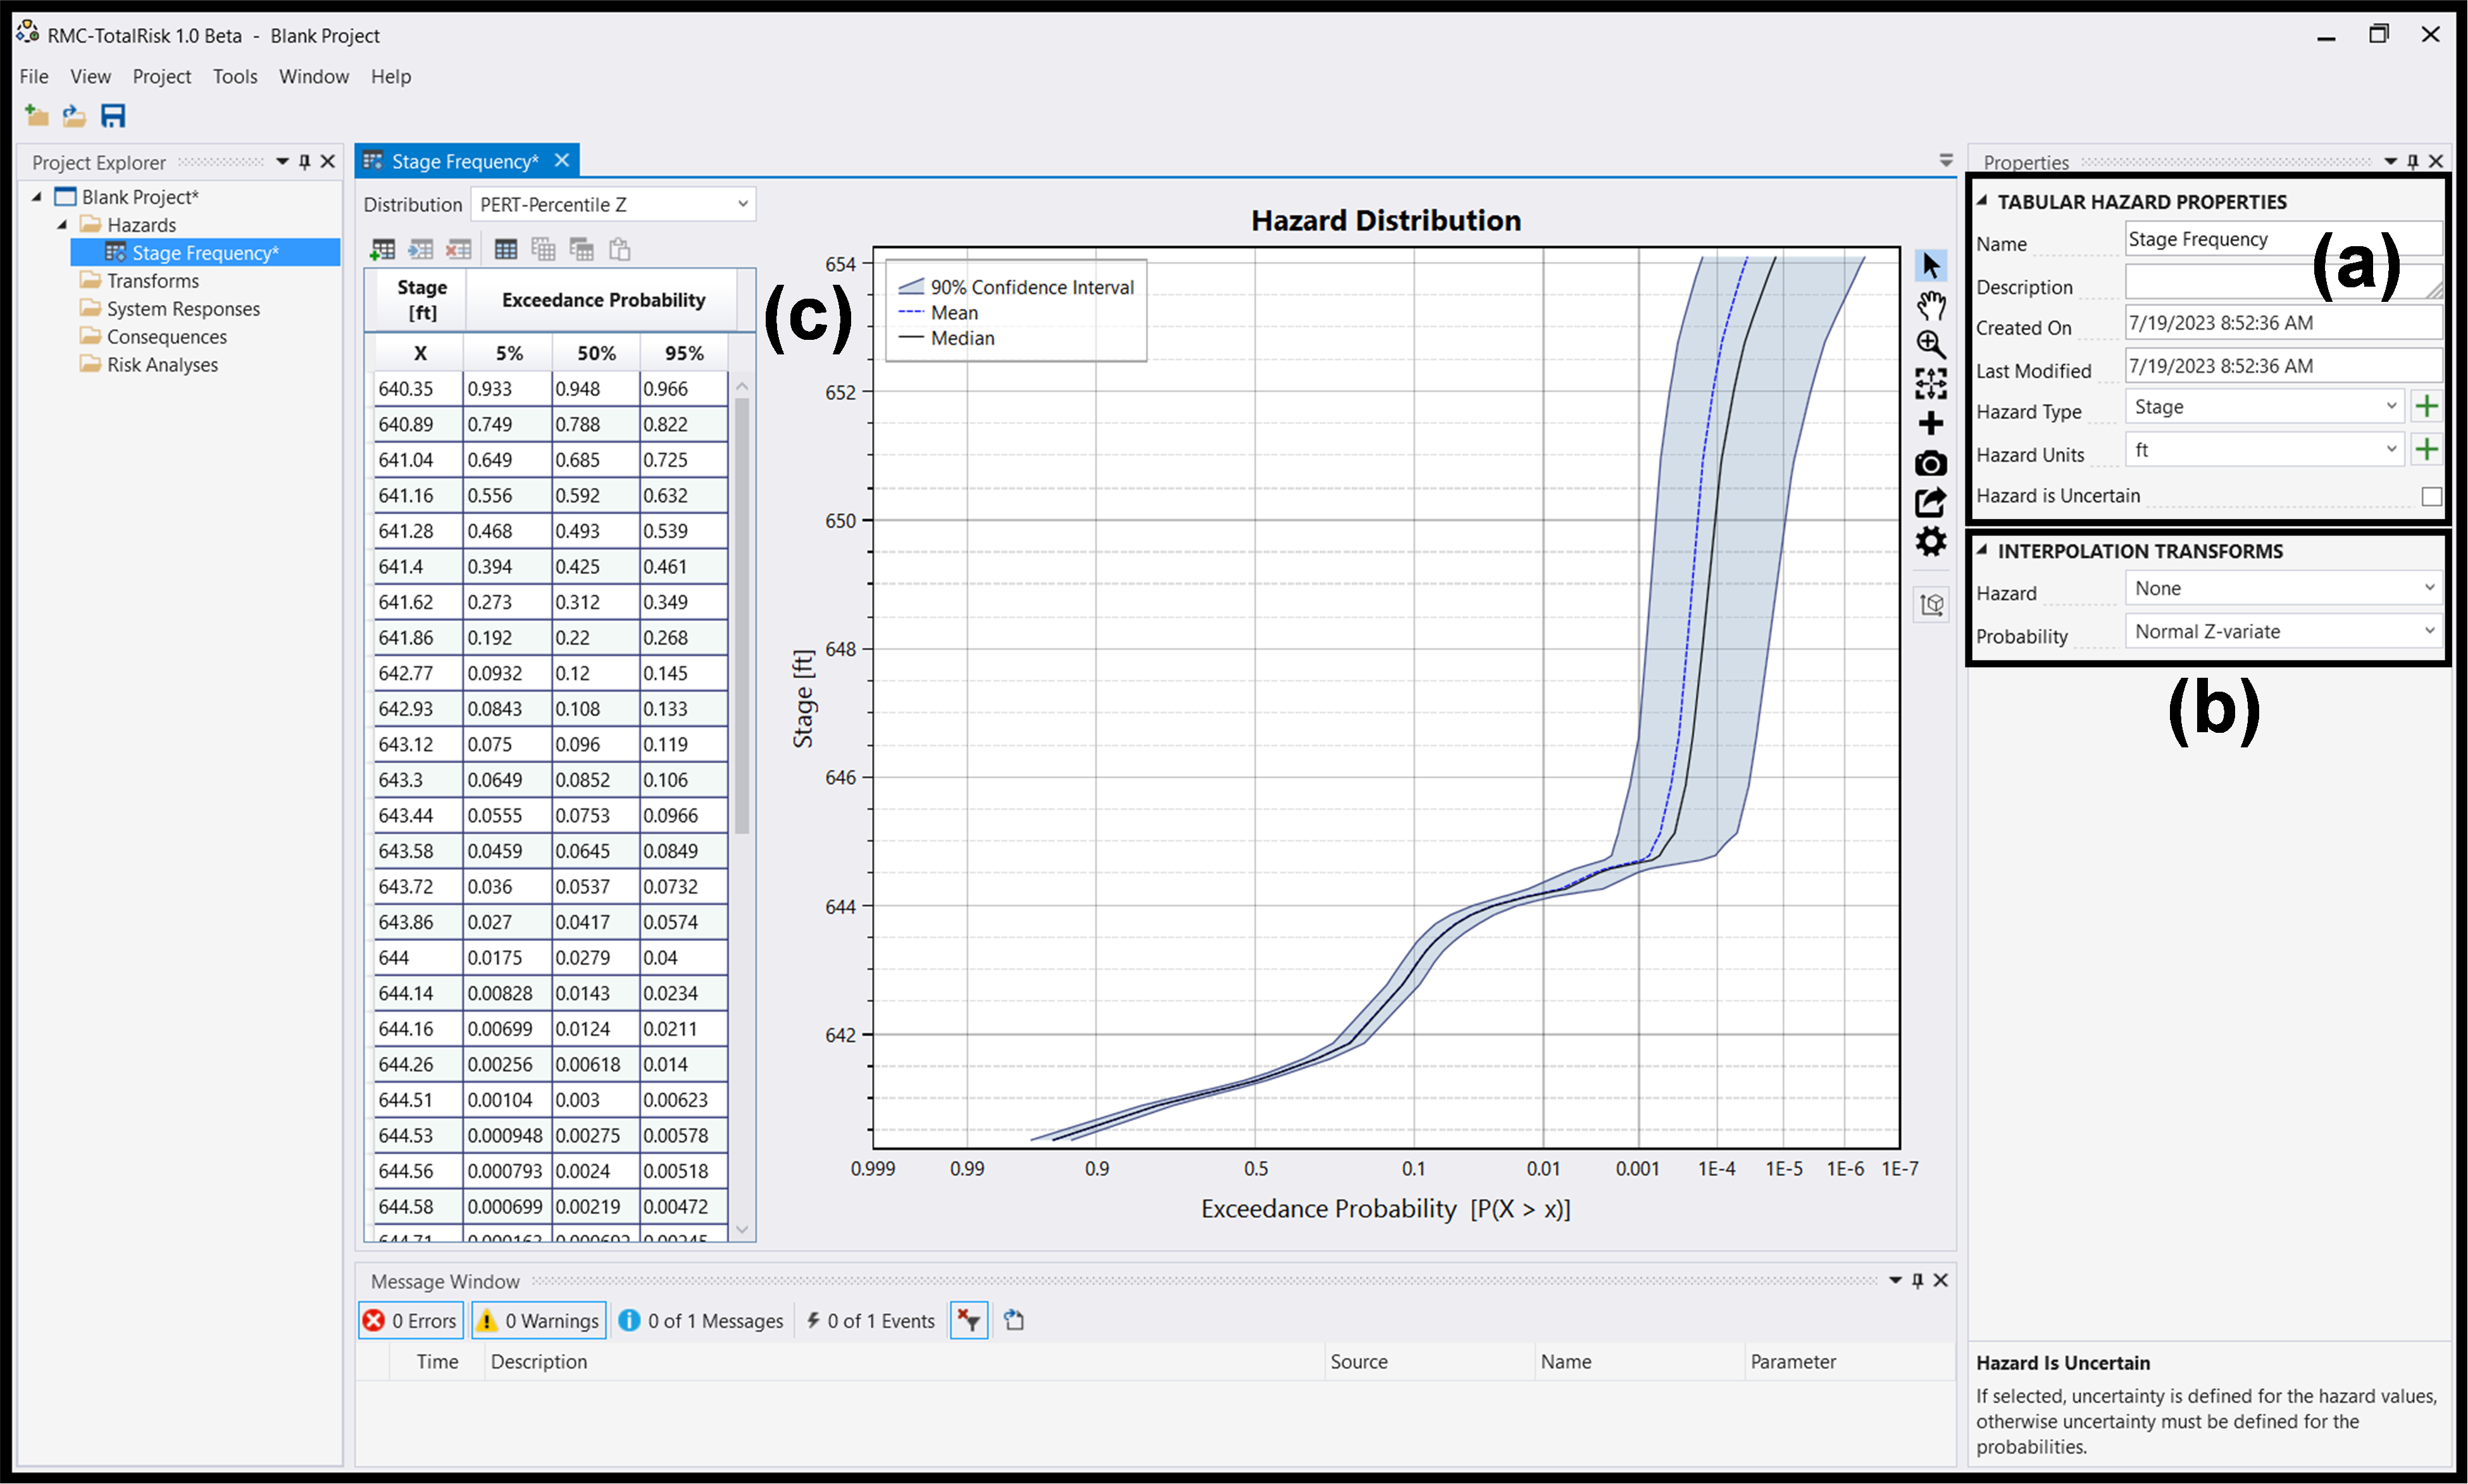 RMC-TotalRisk 1.0 Beta - Blank Project
File View Project Tools Window Help
Project Explorer
Blank Project*
Hazards
Stage Frequency*
Transforms
System Responses
Consequences
Risk Analyses
Stage Frequency*
Distribution PERT-Percentile Z
Stage [ft] Exceedance Probability
X 5% 50% 95%
640.35 0.933 0.948 0.966
640.89 0.749 0.788 0.822
641.04 0.649 0.685 0.725
641.16 0.556 0.592 0.632
641.28 0.468 0.493 0.539
641.4 0.394 0.425 0.461
641.62 0.273 0.312 0.349
641.86 0.192 0.22 0.268
642.77 0.0932 0.12 0.145
642.93 0.0843 0.108 0.133
643.12 0.075 0.096 0.119
643.3 0.0649 0.0852 0.106
643.44 0.0555 0.0753 0.0966
643.58 0.0459 0.0645 0.0849
643.72 0.036 0.0537 0.0732
643.86 0.027 0.0417 0.0574
644 0.0175 0.0279 0.04
644.14 0.00828 0.0143 0.0234
644.16 0.00699 0.0124 0.0211
644.26 0.00256 0.00618 0.014
644.51 0.00104 0.003 0.00623
644.53 0.000948 0.00275 0.00578
644.56 0.000793 0.0024 0.00518
644.58 0.000699 0.00219 0.00472
(c)
Hazard Distribution
90% Confidence Interval
Mean
Median
Stage [ft]
654
652
650
648
646
644
642
0.999 0.99 0.9 0.5 0.1 0.01 0.001 1E-4 1E-5 1E-6 1E-7
Exceedance Probability [P(X > x)]
Message Window
0 Errors 0 Warnings 0 of 1 Messages 0 of 1 Events
Time Description Source Name Parameter
Properties
TABULAR HAZARD PROPERTIES
Name Stage Frequency
(a)
Description
Created On 7/19/2023 8:52:36 AM
Last Modified 7/19/2023 8:52:36 AM
Hazard Type Stage
Hazard Units ft
Hazard is Uncertain
INTERPOLATION TRANSFORMS
Hazard None
Probability Normal Z-variate
(b)
Hazard Is Uncertain
If selected, uncertainty is defined for the hazard values,
otherwise uncertainty must be defined for the
probabilities.